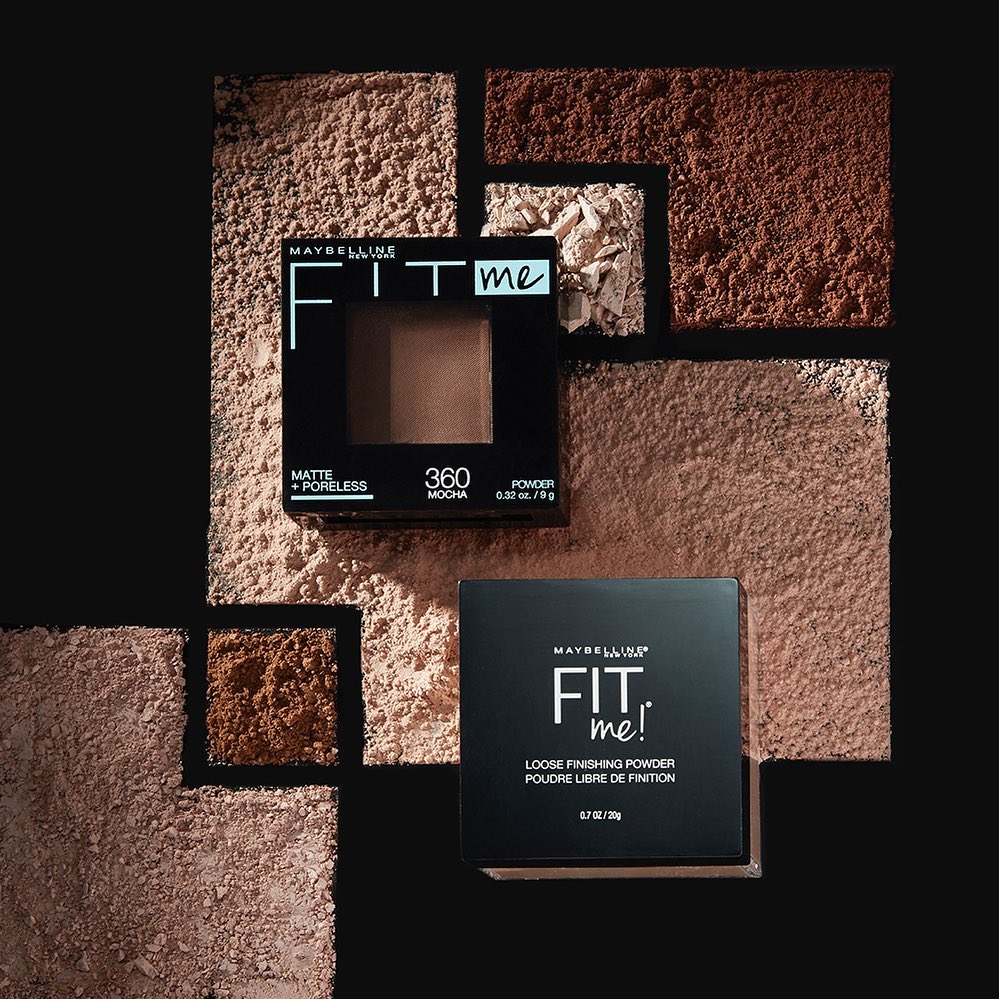 MAYBELLINE
NEW YORK
FIT me
MATTE
+ PORELESS
360
MOCHA
POWDER
0.32 oz. / 9 g
MAYBELLINE®
NEW YORK
FIT
me!®
LOOSE FINISHING POWDER
POUDRE LIBRE DE FINITION
0.7 OZ / 20g